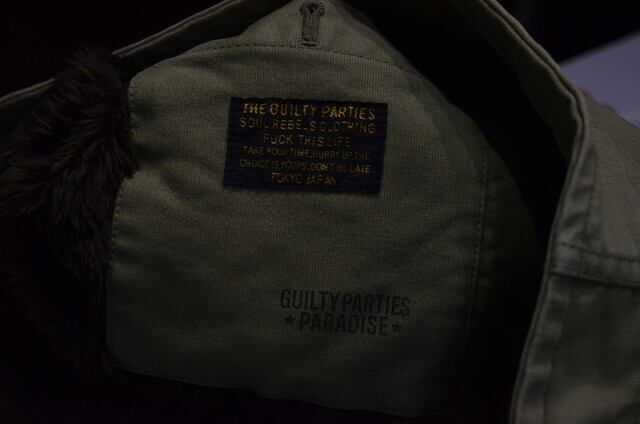 THE GUILTY PARTIES
SOUL REBELS CLOTHING
FUCK THIS LIFE
TAKE YOUR TIME, HURRY UP, THE
CHOICE IS YOURS, DON'T BE LATE
TOKYO JAPAN
GUILTY PARTIES
★PARADISE★